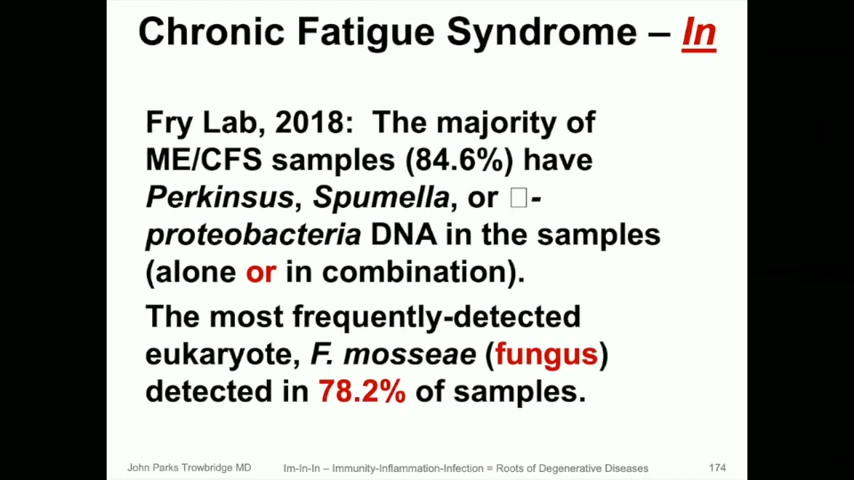 Chronic Fatigue Syndrome – In
Fry Lab, 2018: The majority of
ME/CFS samples (84.6%) have
Perkinsus, Spumella, or □-
proteobacteria DNA in the samples
(alone or in combination).
The most frequently-detected
eukaryote, F. mosseae (fungus)
detected in 78.2% of samples.
John Parks Trowbridge MD
Im-In-In – Immunity-Inflammation-Infection = Roots of Degenerative Diseases
174